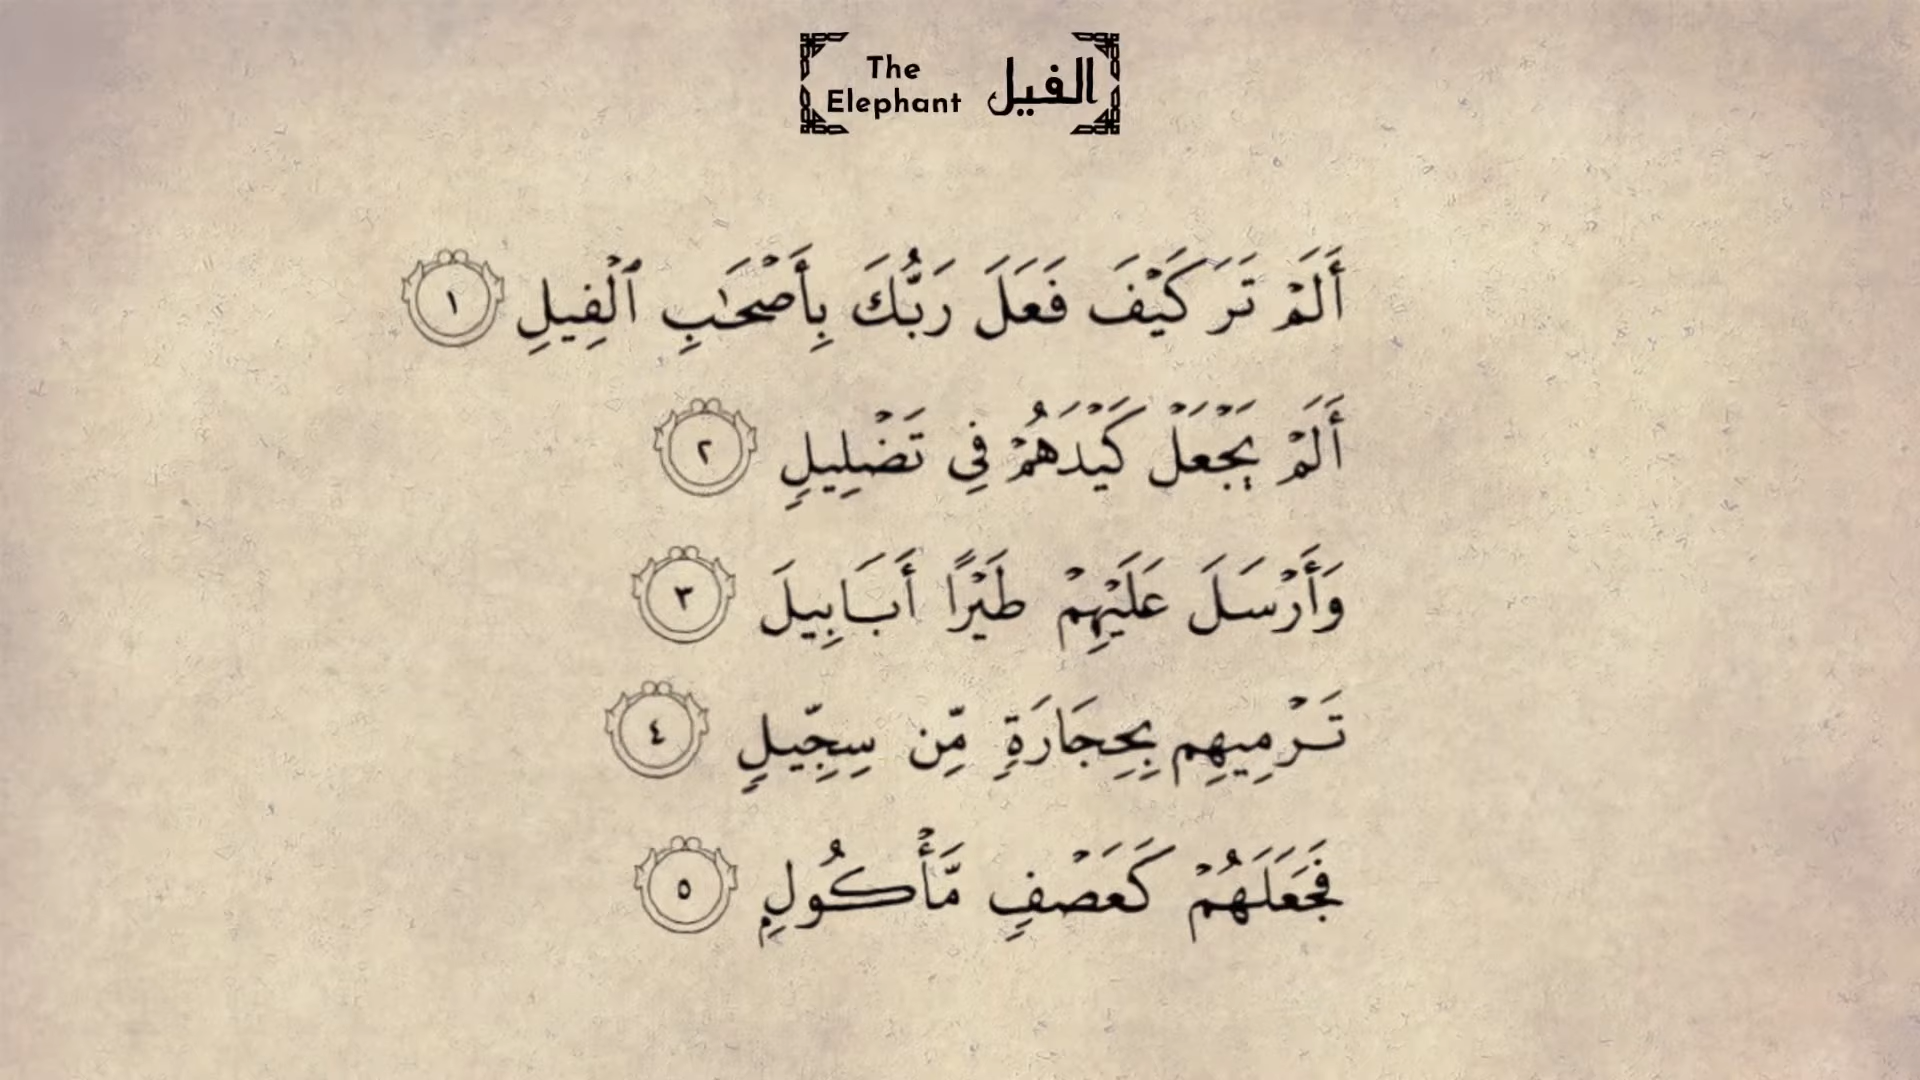 The
Elephant
الفيل
أَلَمْ تَرَ كَيْفَ فَعَلَ رَبُّكَ بِأَصْحَٰبِ ٱلْفِيلِ ١
أَلَمْ يَجْعَلْ كَيْدَهُمْ فِى تَضْلِيلٍ ٢
وَأَرْسَلَ عَلَيْهِمْ طَيْرًا أَبَابِيلَ ٣
تَرْمِيهِم بِحِجَارَةٍ مِّن سِجِّيلٍ ٤
فَجَعَلَهُمْ كَعَصْفٍ مَّأْكُولٍ ٥